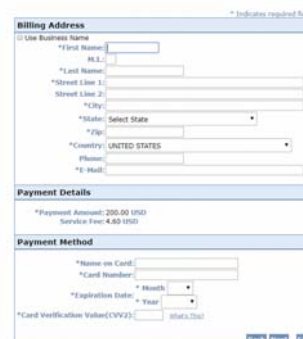 * Indicates required
Billing Address
Use Business Name
*First Name:
M.I.:
*Last Name:
*Street Line 1:
Street Line 2:
*City:
*State: Select State
*Zip:
*Country: UNITED STATES
Phone:
*E-Mail:
Payment Details
*Payment Amount: 200.00 USD
Service Fee: 4.60 USD
Payment Method
*Name on Card:
*Card Number:
*Expiration Date: * Month
* Year
*Card Verification Value(CVV2): What's This?